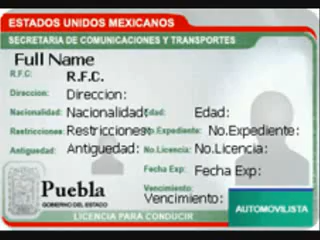 ESTADOS UNIDOS MEXICANOS
SECRETARIA DE COMUNICACIONES Y TRANSPORTES
Full Name
R.F.C: R.F.C.
Direccion: Direccion:
Nacionalidad: Nacionalidad: Edad: Edad:
Restricciones: Restricciones: No.Expediente: No.Expediente:
Antiguedad: Antiguedad: No.Licencia: No.Licencia:
Fecha Exp: Fecha Exp:
Vencimiento: Vencimiento:
Puebla
GOBIERNO DEL ESTADO
AUTOMOVILISTA
LICENCIA PARA CONDUCIR